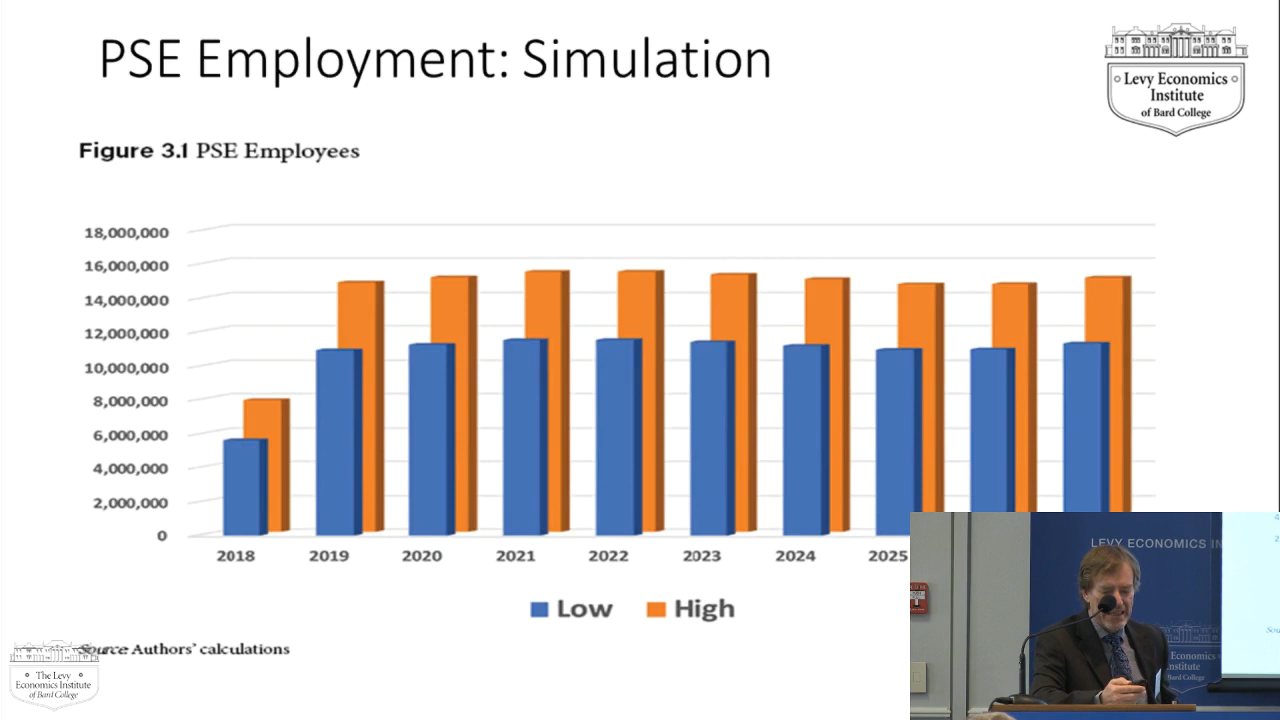 PSE Employment: Simulation
Levy Economics
Institute
of Bard College
Figure 3.1 PSE Employees
18,000,000
16,000,000
14,000,000
12,000,000
10,000,000
8,000,000
6,000,000
4,000,000
2,000,000
0
2018 2019 2020 2021 2022 2023 2024 2025
Low High
Source Authors' calculations
The Levy
Economics Institute
of Bard College
LEVY ECONOMICS IN
Economics
Institute
of Bard College